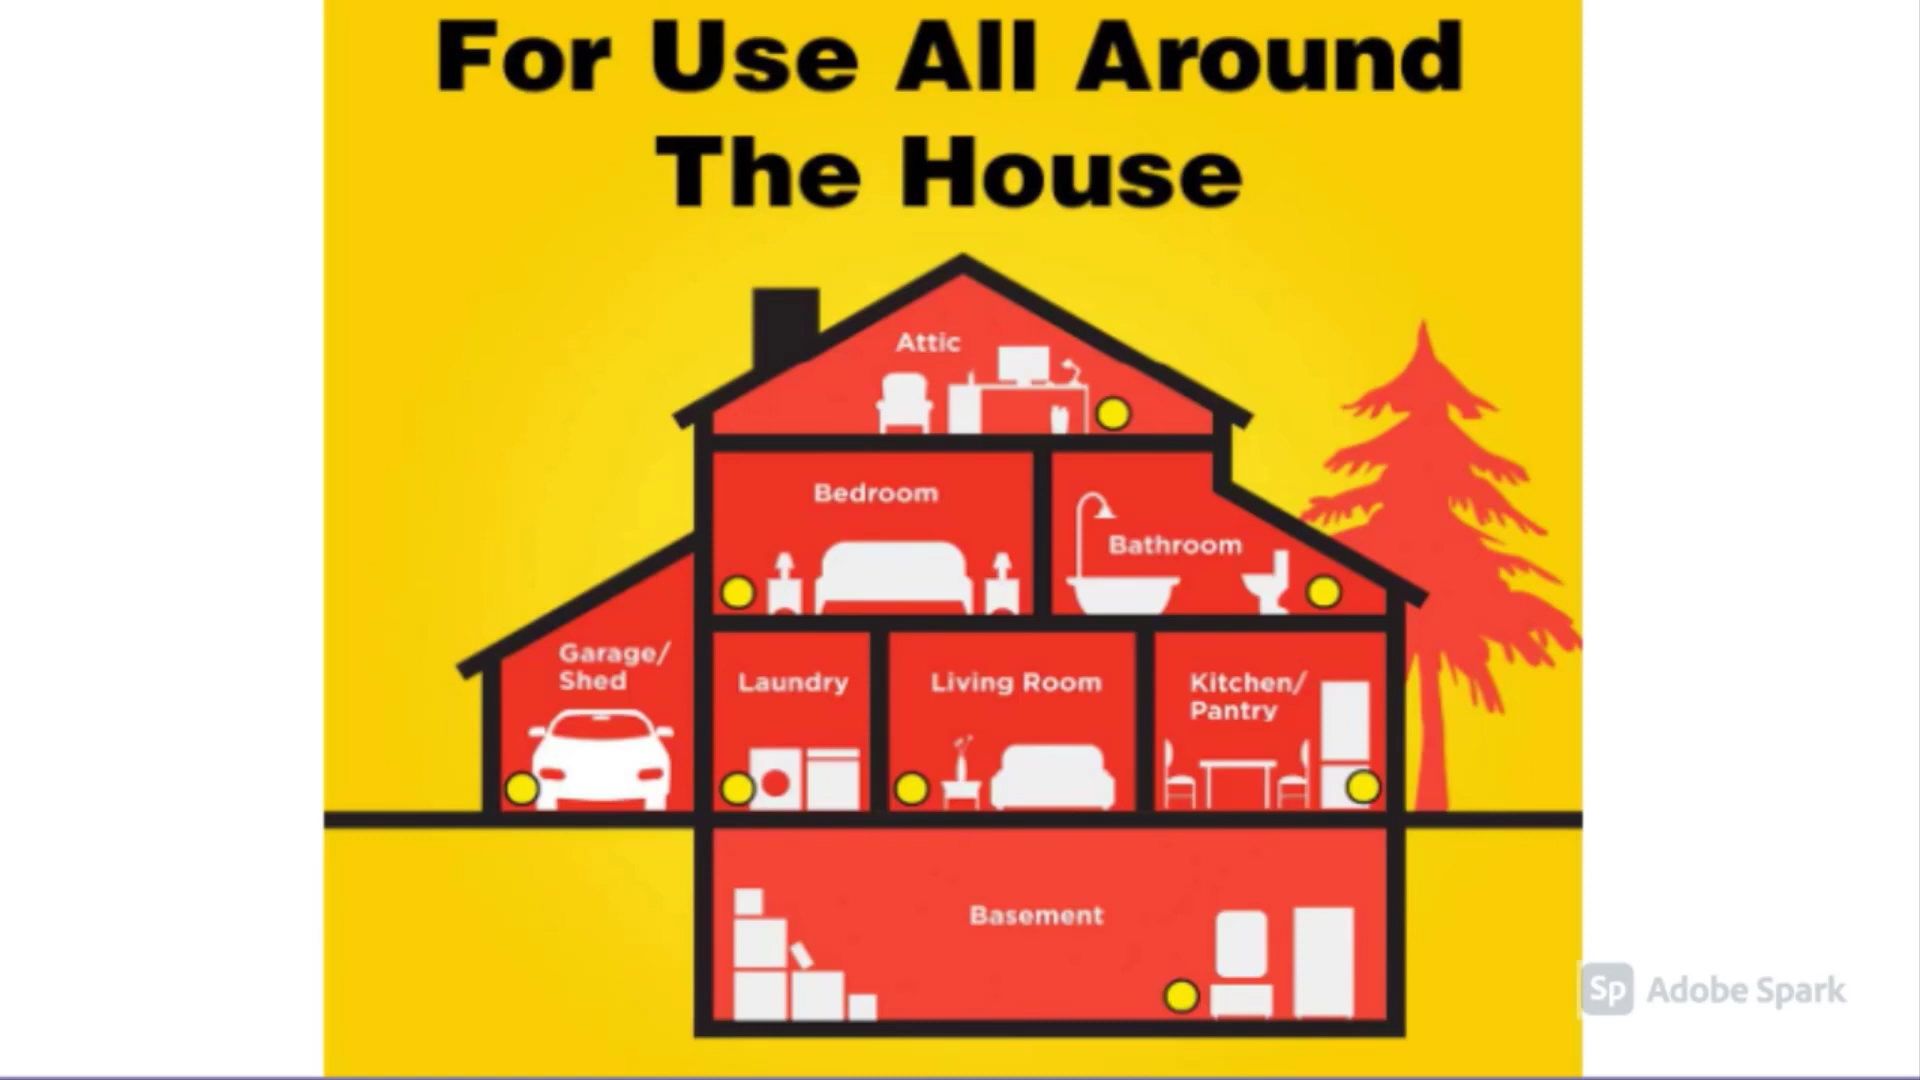 For Use All Around
The House
Attic
Bedroom
Bathroom
Garage/
Shed
Laundry
Living Room
Kitchen/
Pantry
Basement
Sp Adobe Spark